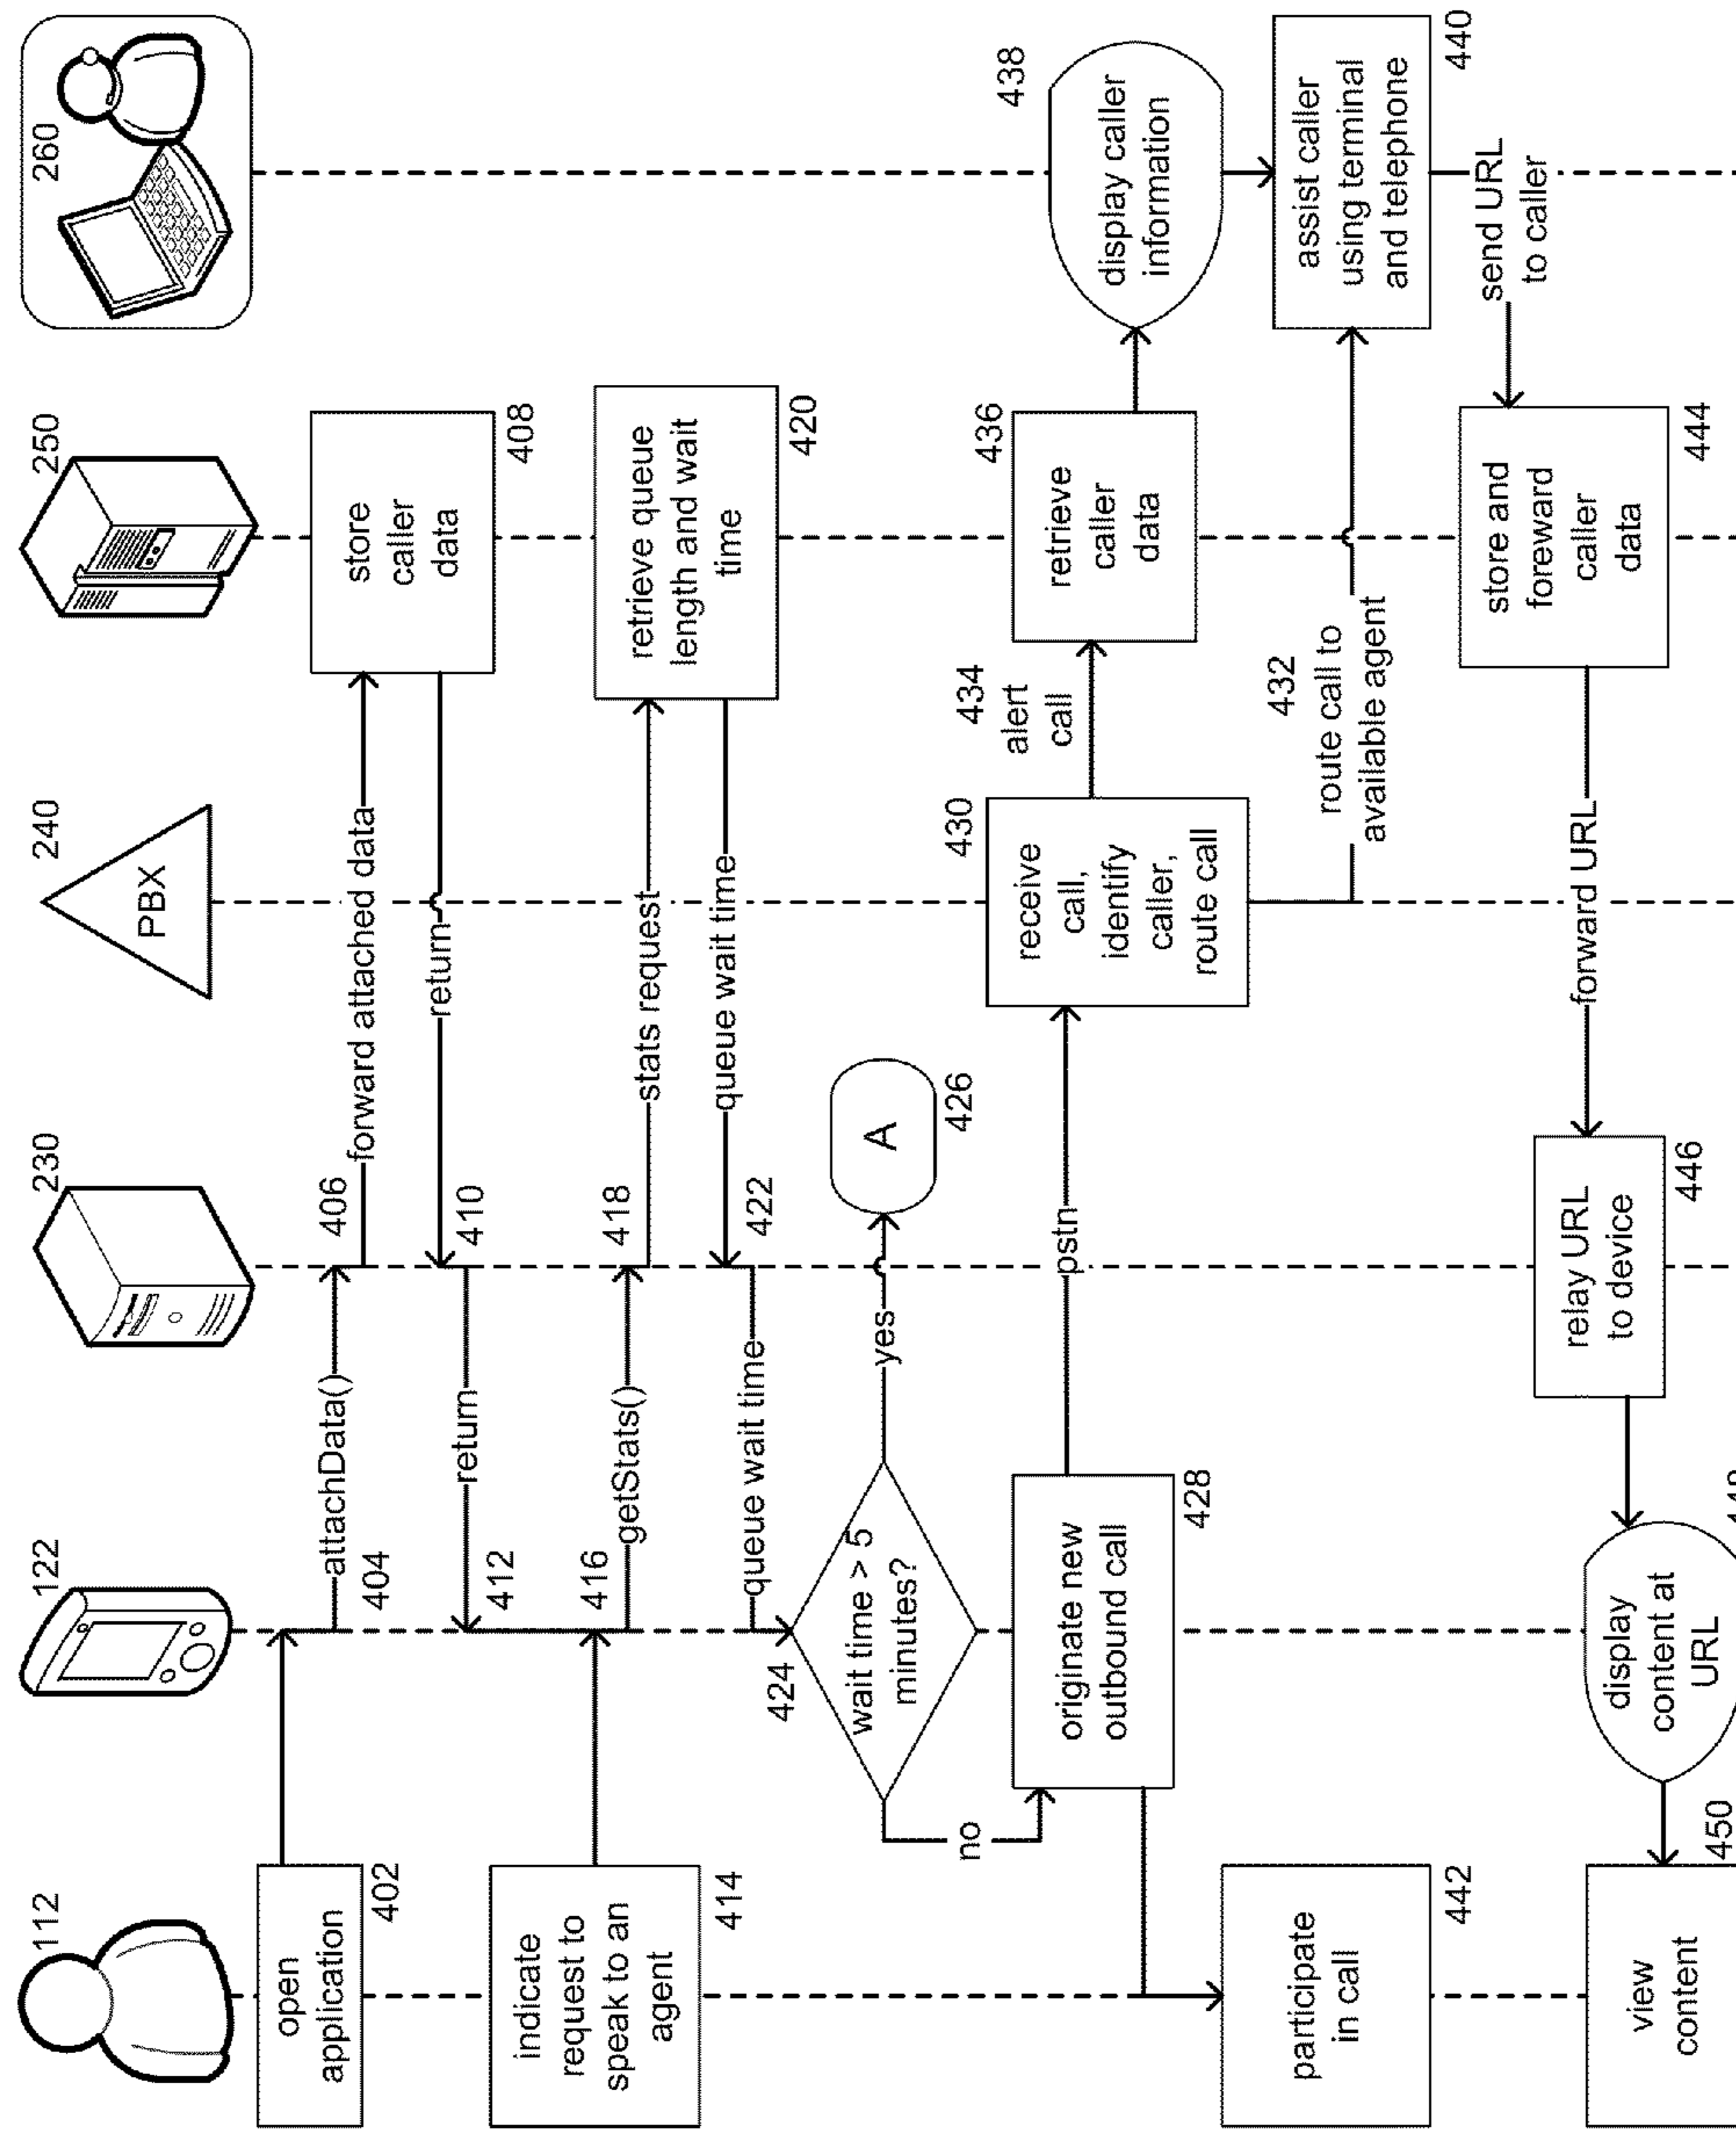 112
122
230
240
PBX
250
260
open
application
402
attachData()
404
406
forward attached data
store
caller
data
408
return
410
return
412
indicate
request to
speak to an
agent
414
416
getStats()
418
stats request
retrieve queue
length and wait
time
420
queue wait time
422
queue wait time
424
wait time > 5
minutes?
yes
A
426
no
originate new
outbound call
428
pstn
receive
call,
identify
caller,
route call
430
434
alert
call
retrieve
caller
data
436
display caller
information
438
432
route call to
available agent
assist caller
using terminal
and telephone
440
participate
in call
442
send URL
to caller
store and
foreward
caller
data
444
forward URL
relay URL
to device
446
display
content at
URL
view
content
450